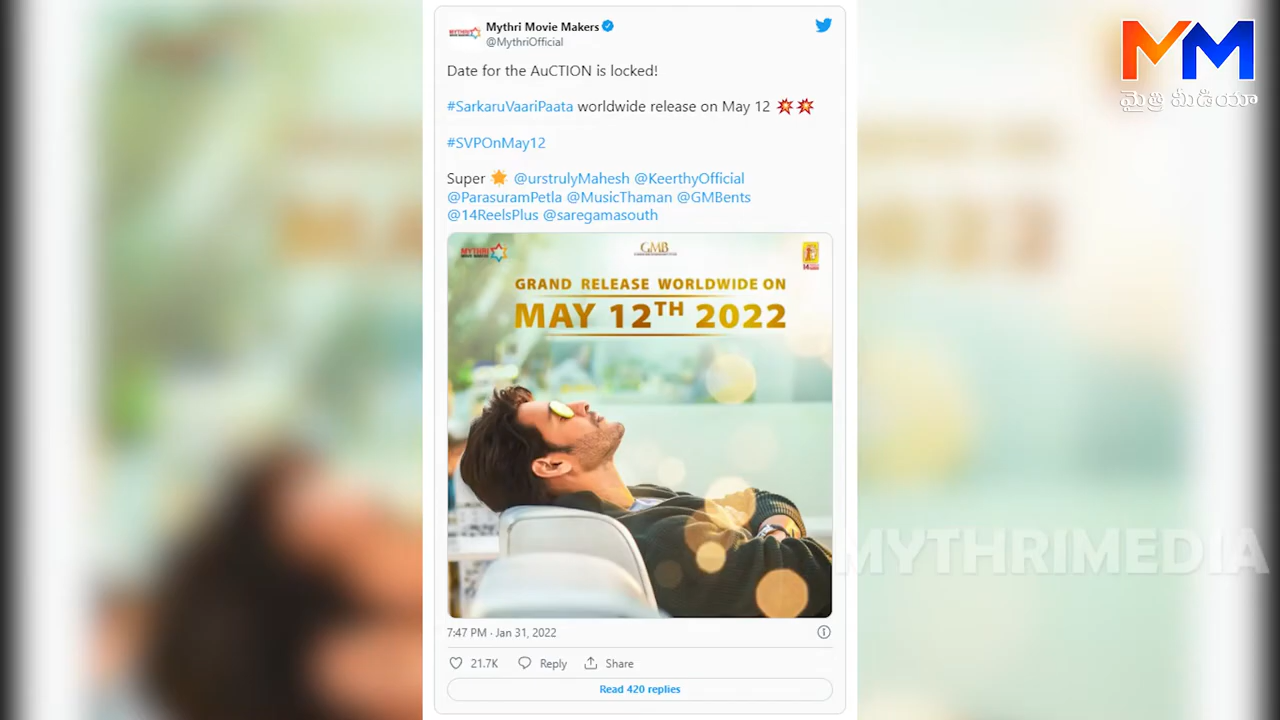 Mythri Movie Makers
@MythriOfficial
Date for the AuCTION is locked!
#SarkaruVaariPaata worldwide release on May 12 💥💥
#SVPOnMay12
Super 🌟 @urstrulyMahesh @KeerthyOfficial
@ParasuramPetla @MusicThaman @GMBents
@14ReelsPlus @saregamasouth
MYTHRI
GMB
GRAND RELEASE WORLDWIDE ON
MAY 12TH 2022
7:47 PM · Jan 31, 2022
21.7K Reply Share
Read 420 replies
MM
మైత్రి మీడియా
MYTHRIMEDIA